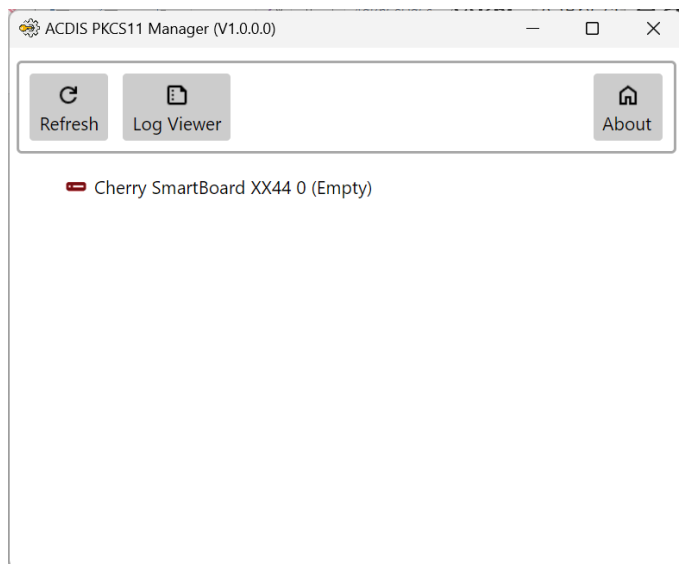 ACDIS PKCS11 Manager (V1.0.0.0)
Refresh
Log Viewer
About
Cherry SmartBoard XX44 0 (Empty)